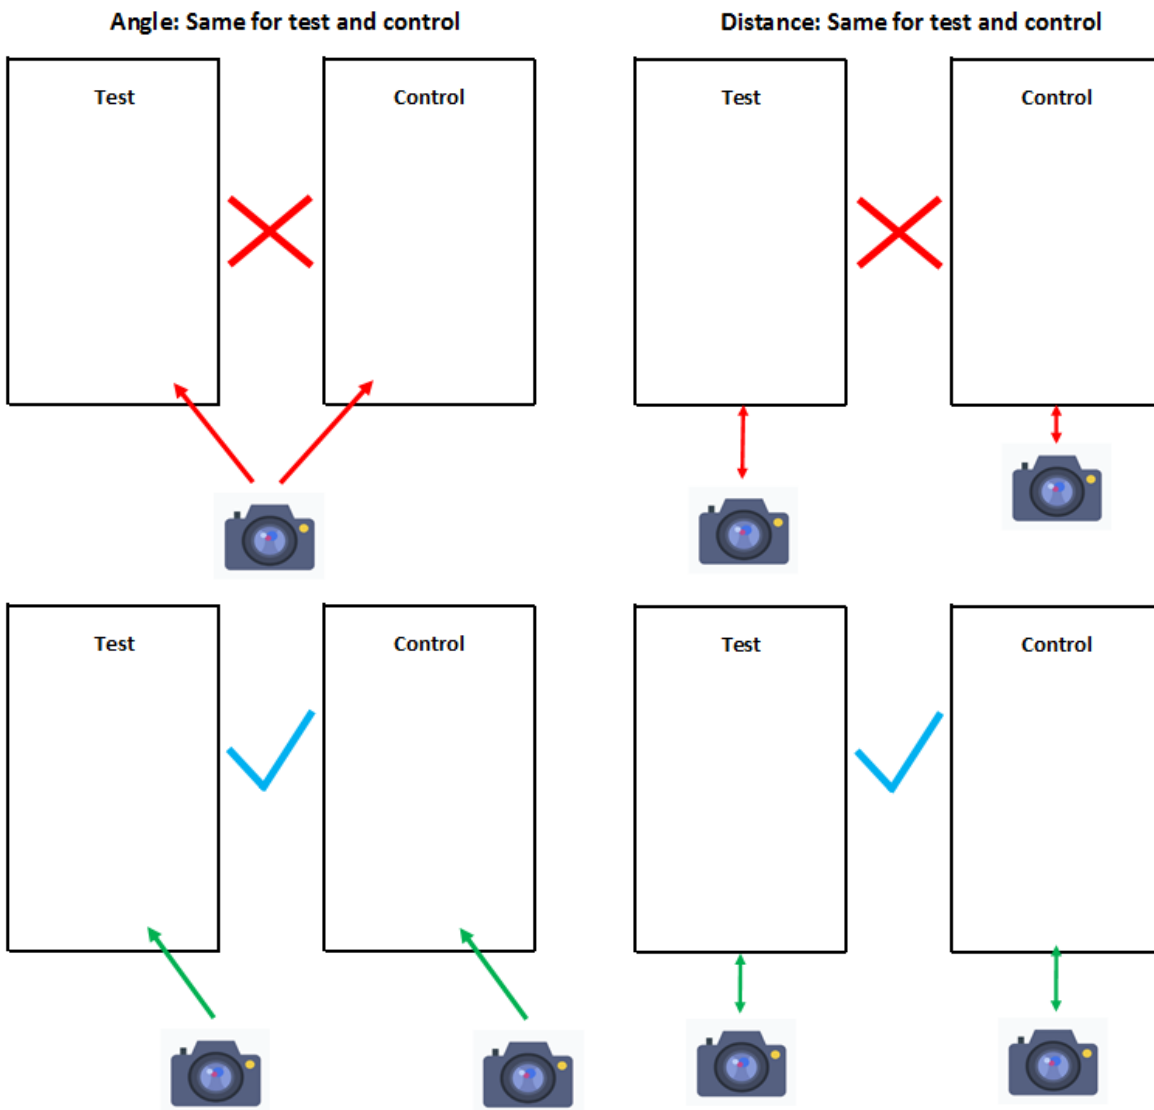 Angle: Same for test and control
Distance: Same for test and control
Test
Control
Test
Control
Test
Control
Test
Control